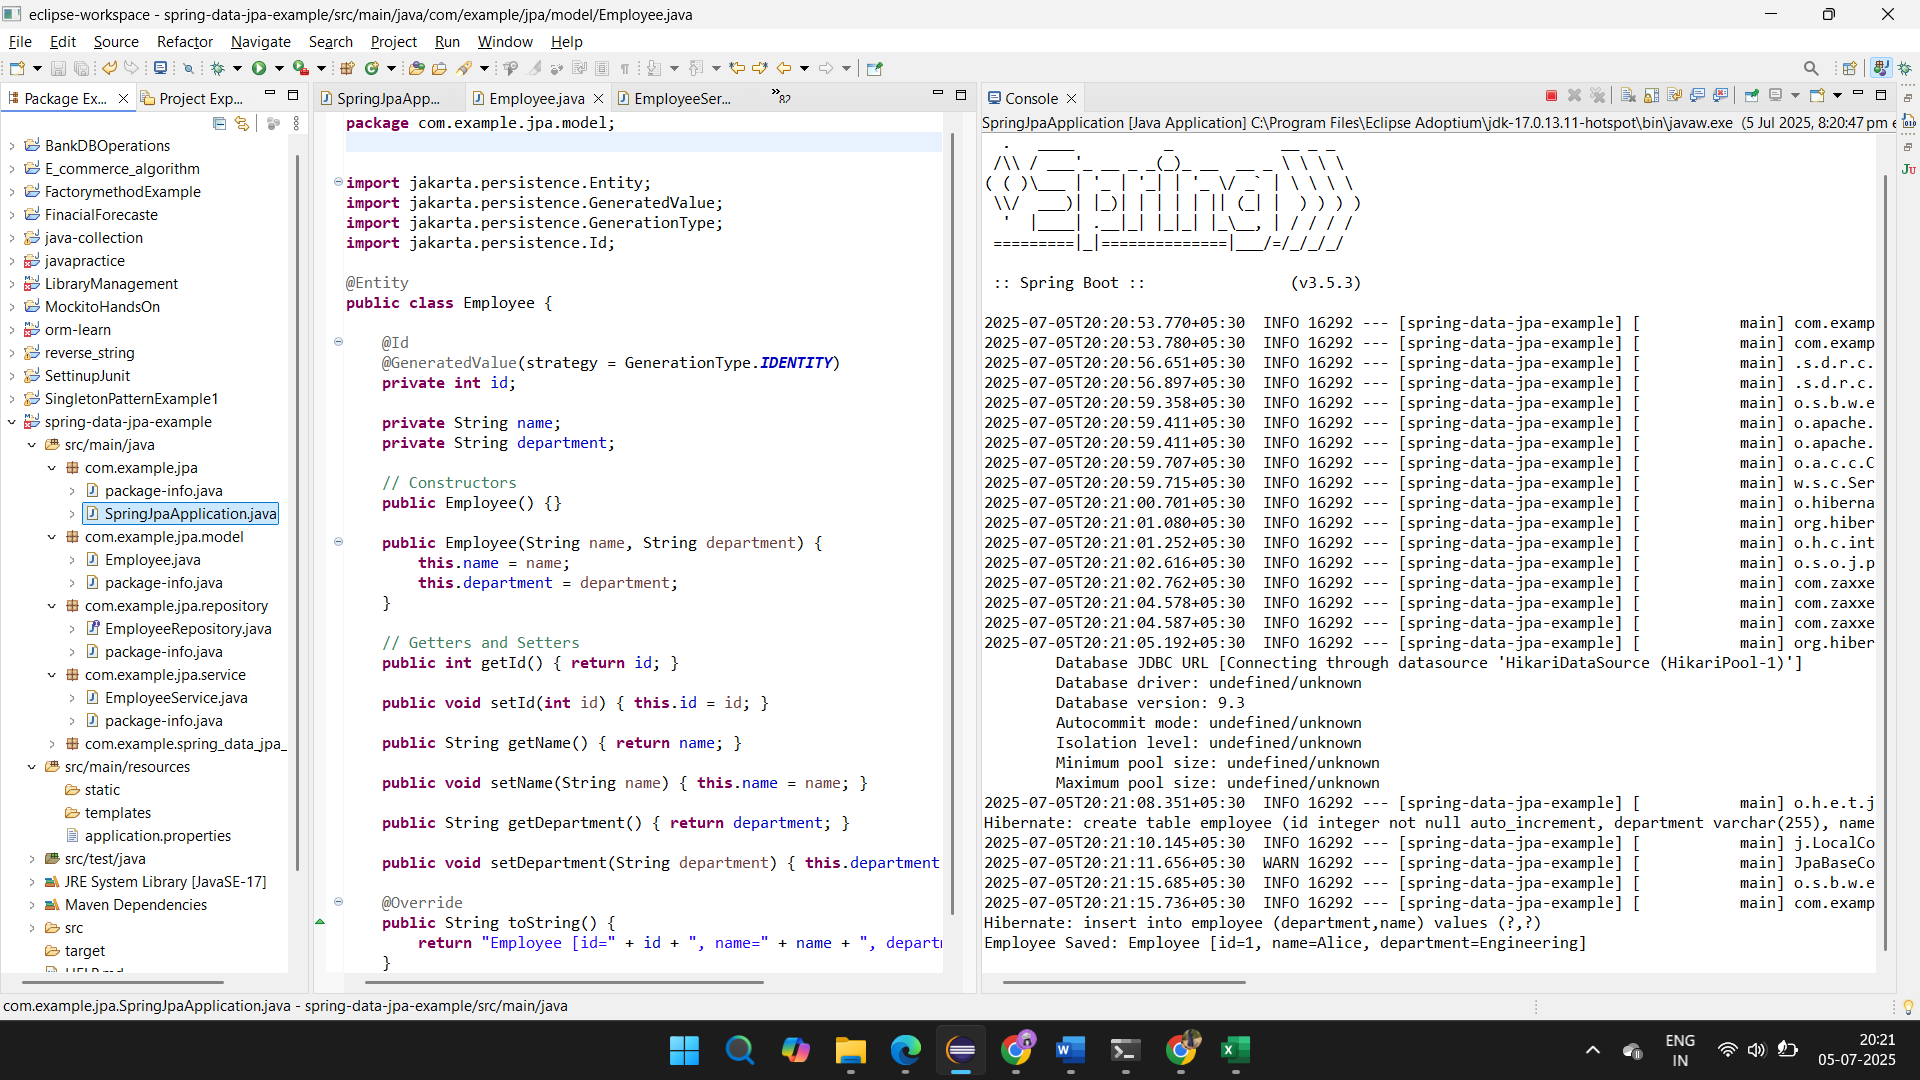 eclipse-workspace - spring-data-jpa-example/src/main/java/com/example/jpa/model/Employee.java
File Edit Source Refactor Navigate Search Project Run Window Help
Package Ex...
Project Exp...
BankDBOperations
E_commerce_algorithm
FactorymethodExample
FinacialForecaste
java-collection
javapractice
LibraryManagement
MockitoHandsOn
orm-learn
reverse_string
SettinupJunit
SingletonPatternExample1
spring-data-jpa-example
src/main/java
com.example.jpa
package-info.java
SpringJpaApplication.java
com.example.jpa.model
Employee.java
package-info.java
com.example.jpa.repository
EmployeeRepository.java
package-info.java
com.example.jpa.service
EmployeeService.java
package-info.java
com.example.spring_data_jpa_
src/main/resources
static
templates
application.properties
src/test/java
JRE System Library [JavaSE-17]
Maven Dependencies
src
target
HELP.md
SpringJpaApp...
Employee.java
EmployeeSer...
»82
package com.example.jpa.model;
import jakarta.persistence.Entity;
import jakarta.persistence.GeneratedValue;
import jakarta.persistence.GenerationType;
import jakarta.persistence.Id;
@Entity
public class Employee {
@Id
@GeneratedValue(strategy = GenerationType.IDENTITY)
private int id;
private String name;
private String department;
// Constructors
public Employee() {}
public Employee(String name, String department) {
this.name = name;
this.department = department;
}
// Getters and Setters
public int getId() { return id; }
public void setId(int id) { this.id = id; }
public String getName() { return name; }
public void setName(String name) { this.name = name; }
public String getDepartment() { return department; }
public void setDepartment(String department) { this.department
@Override
public String toString() {
return "Employee [id=" + id + ", name=" + name + ", depart
}
Console
SpringJpaApplication [Java Application] C:\Program Files\Eclipse Adoptium\jdk-17.0.13.11-hotspot\bin\javaw.exe (5 Jul 2025, 8:20:47 pm e
:: Spring Boot :: (v3.5.3)
2025-07-05T20:20:53.770+05:30 INFO 16292 --- [spring-data-jpa-example] [ main] com.examp
2025-07-05T20:20:53.780+05:30 INFO 16292 --- [spring-data-jpa-example] [ main] com.examp
2025-07-05T20:20:56.651+05:30 INFO 16292 --- [spring-data-jpa-example] [ main] .s.d.r.c.
2025-07-05T20:20:56.897+05:30 INFO 16292 --- [spring-data-jpa-example] [ main] .s.d.r.c.
2025-07-05T20:20:59.358+05:30 INFO 16292 --- [spring-data-jpa-example] [ main] o.s.b.w.e
2025-07-05T20:20:59.411+05:30 INFO 16292 --- [spring-data-jpa-example] [ main] o.apache.
2025-07-05T20:20:59.411+05:30 INFO 16292 --- [spring-data-jpa-example] [ main] o.apache.
2025-07-05T20:20:59.707+05:30 INFO 16292 --- [spring-data-jpa-example] [ main] o.a.c.c.C
2025-07-05T20:20:59.715+05:30 INFO 16292 --- [spring-data-jpa-example] [ main] w.s.c.Ser
2025-07-05T20:21:00.701+05:30 INFO 16292 --- [spring-data-jpa-example] [ main] o.hiberna
2025-07-05T20:21:01.080+05:30 INFO 16292 --- [spring-data-jpa-example] [ main] org.hiber
2025-07-05T20:21:01.252+05:30 INFO 16292 --- [spring-data-jpa-example] [ main] o.h.c.int
2025-07-05T20:21:02.616+05:30 INFO 16292 --- [spring-data-jpa-example] [ main] o.s.o.j.p
2025-07-05T20:21:02.762+05:30 INFO 16292 --- [spring-data-jpa-example] [ main] com.zaxxe
2025-07-05T20:21:04.578+05:30 INFO 16292 --- [spring-data-jpa-example] [ main] com.zaxxe
2025-07-05T20:21:04.587+05:30 INFO 16292 --- [spring-data-jpa-example] [ main] com.zaxxe
2025-07-05T20:21:05.192+05:30 INFO 16292 --- [spring-data-jpa-example] [ main] org.hiber
Database JDBC URL [Connecting through datasource 'HikariDataSource (HikariPool-1)']
Database driver: undefined/unknown
Database version: 9.3
Autocommit mode: undefined/unknown
Isolation level: undefined/unknown
Minimum pool size: undefined/unknown
Maximum pool size: undefined/unknown
2025-07-05T20:21:08.351+05:30 INFO 16292 --- [spring-data-jpa-example] [ main] o.h.e.t.j
Hibernate: create table employee (id integer not null auto_increment, department varchar(255), name
2025-07-05T20:21:10.145+05:30 INFO 16292 --- [spring-data-jpa-example] [ main] j.LocalCo
2025-07-05T20:21:11.656+05:30 WARN 16292 --- [spring-data-jpa-example] [ main] JpaBaseCo
2025-07-05T20:21:15.685+05:30 INFO 16292 --- [spring-data-jpa-example] [ main] o.s.b.w.e
2025-07-05T20:21:15.736+05:30 INFO 16292 --- [spring-data-jpa-example] [ main] com.examp
Hibernate: insert into employee (department,name) values (?,?)
Employee Saved: Employee [id=1, name=Alice, department=Engineering]
com.example.jpa.SpringJpaApplication.java - spring-data-jpa-example/src/main/java
ENG
IN
20:21
05-07-2025